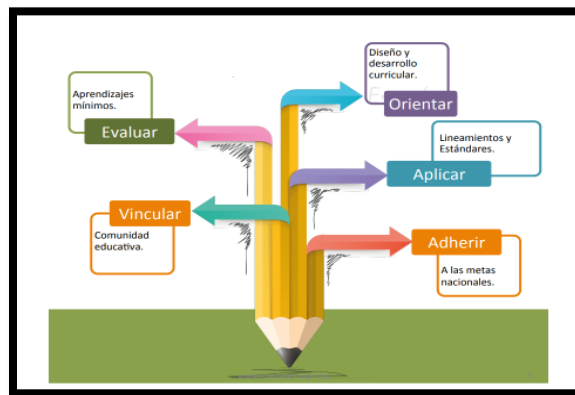 Diseño y
desarrollo
curricular.
Orientar
Aprendizajes
mínimos.
Evaluar
Lineamientos y
Estándares.
Aplicar
Vincular
Comunidad
educativa.
Adherir
A las metas
nacionales.